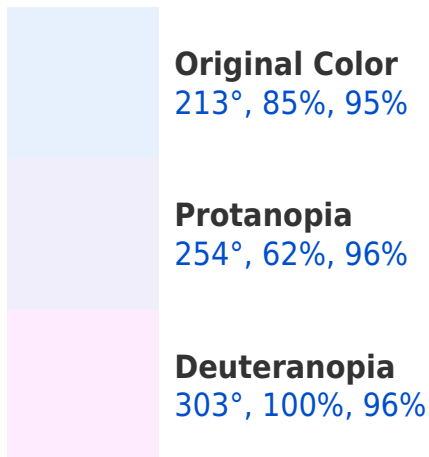 Original Color
213°, 85%, 95%
Protanopia
254°, 62%, 96%
Deuteranopia
303°, 100%, 96%